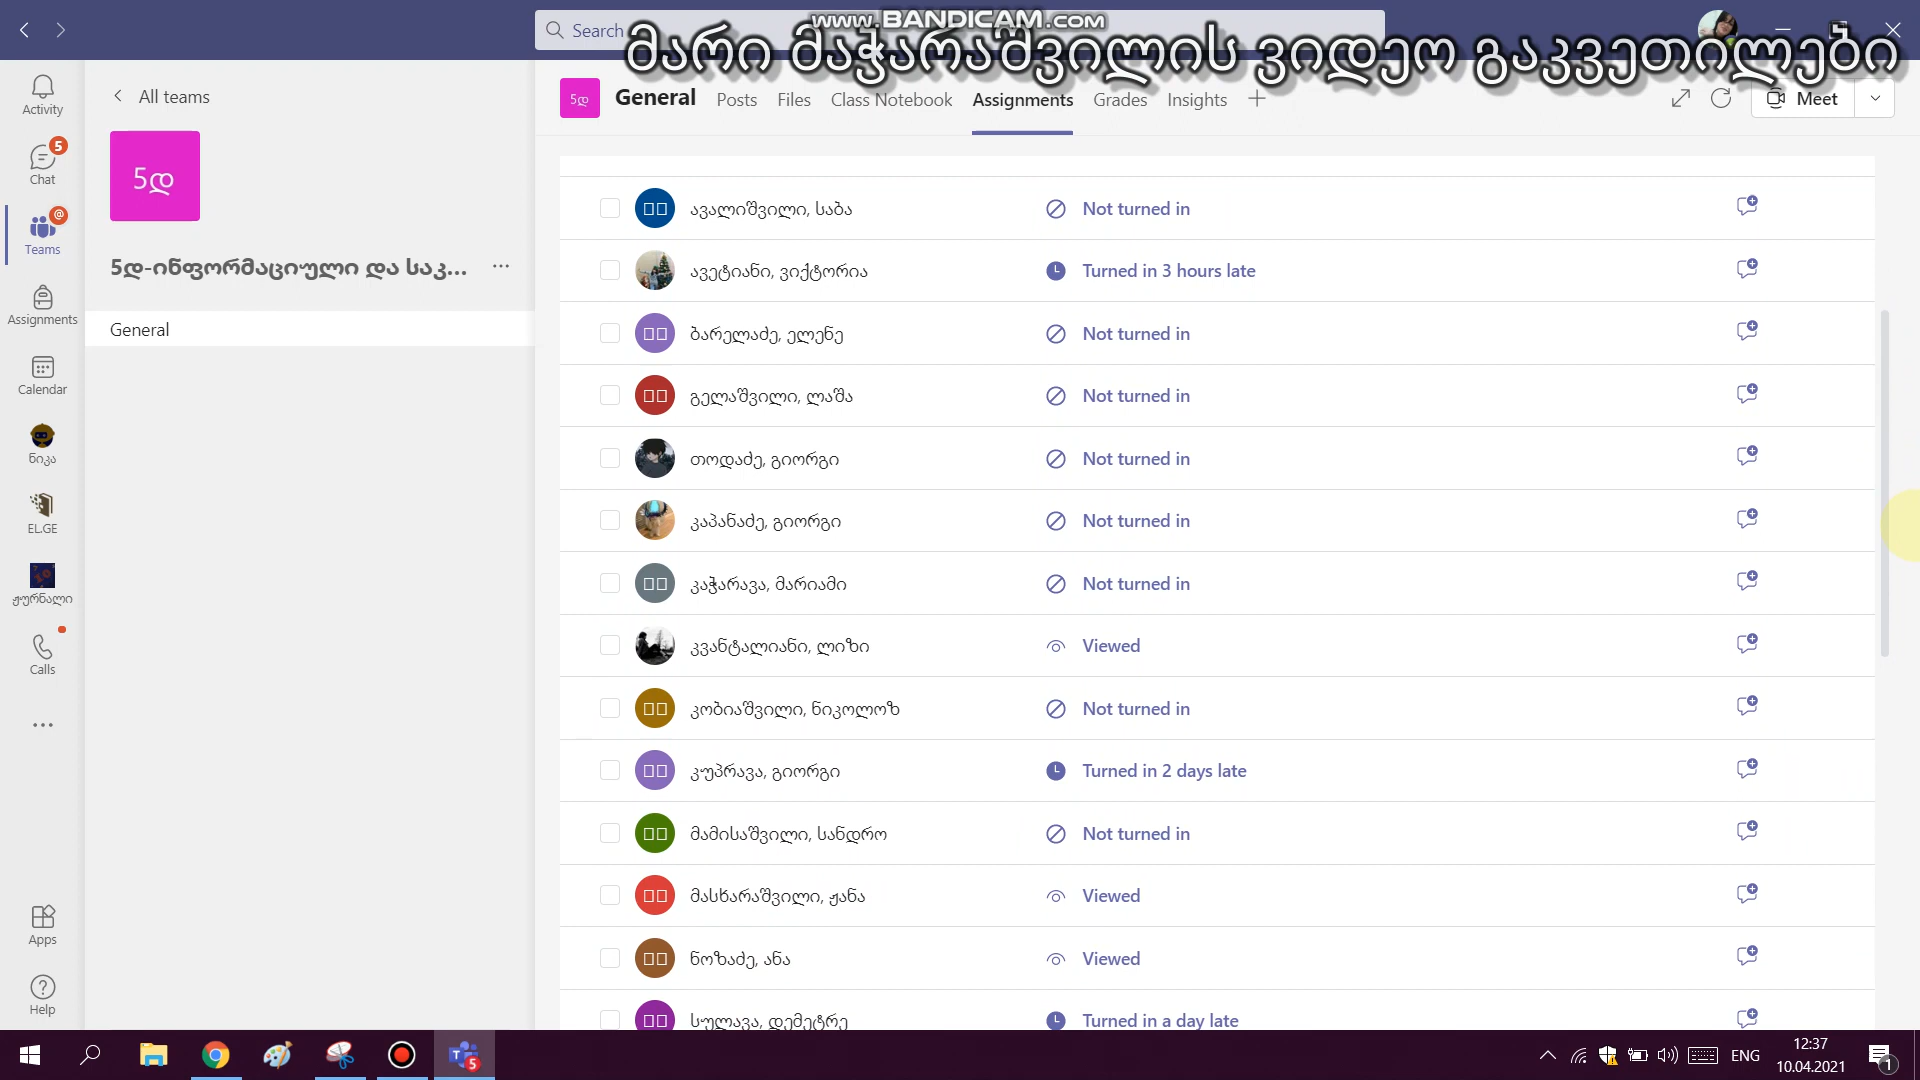 www.BANDICAM.com
Search
მარი მაჭარაშვილის ვიდეო გაკვეთილები
Activity
Chat
5
Teams
@
Assignments
Calendar
ნიკა
EL.GE
ჟურნალი
Calls
Apps
Help
All teams
5დ
5დ-ინფორმაციული და საკ...
General
5დ
General
Posts
Files
Class Notebook
Assignments
Grades
Insights
Meet
ავალიშვილი, საბა Not turned in
ავეტიანი, ვიქტორია Turned in 3 hours late
ბარელაძე, ელენე Not turned in
გელაშვილი, ლაშა Not turned in
თოდაძე, გიორგი Not turned in
კაპანაძე, გიორგი Not turned in
კაჭარავა, მარიამი Not turned in
კვანტალიანი, ლიზი Viewed
კობიაშვილი, ნიკოლოზ Not turned in
კუპრავა, გიორგი Turned in 2 days late
მამისაშვილი, სანდრო Not turned in
მასხარაშვილი, ჟანა Viewed
ნოზაძე, ანა Viewed
სულავა, დემეტრე Turned in a day late
T
5
ENG
12:37
10.04.2021
1